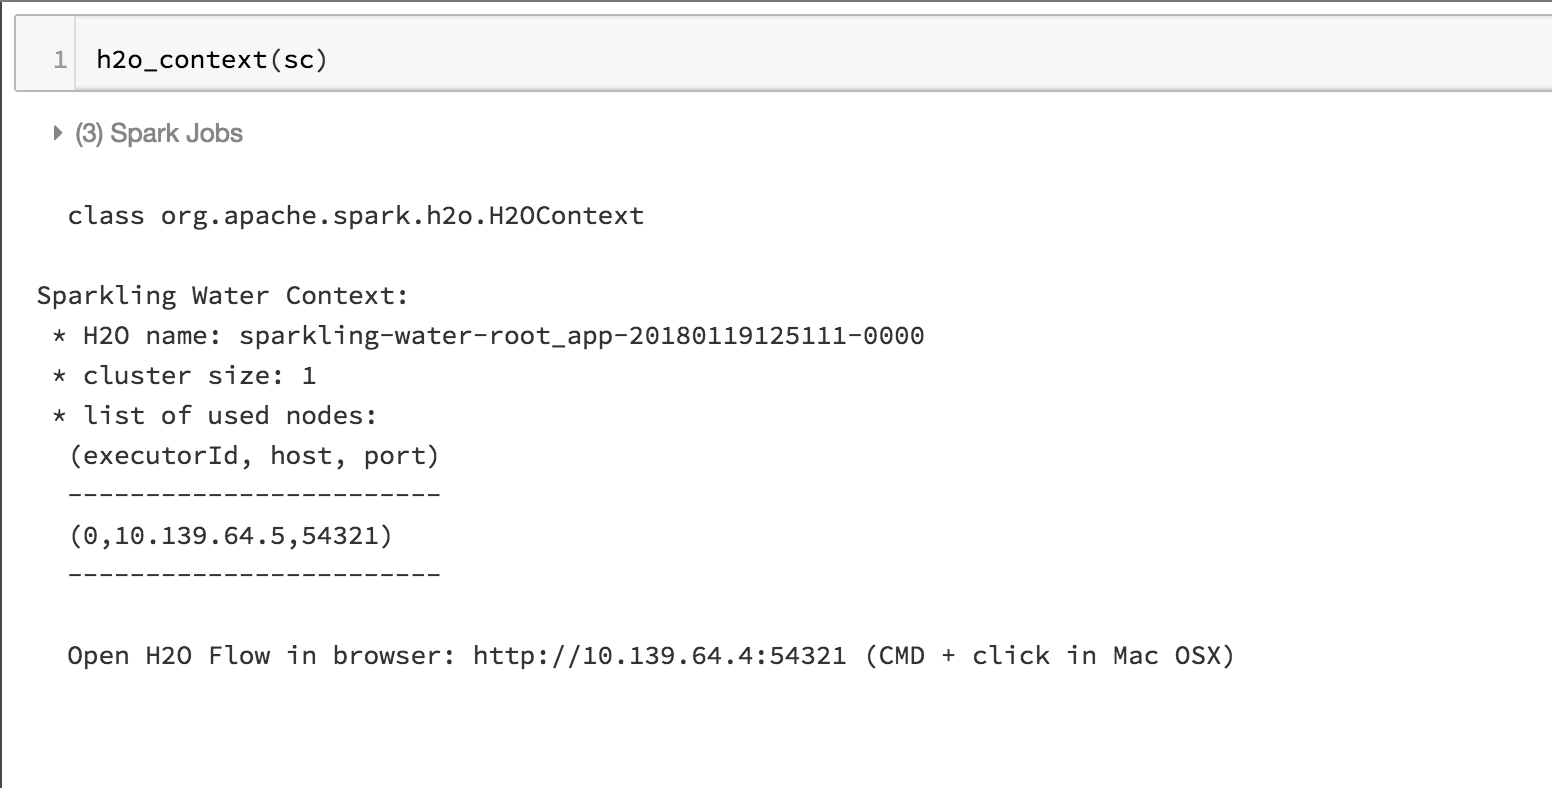 1 h2o_context(sc)
(3) Spark Jobs
class org.apache.spark.h2o.H2OContext
Sparkling Water Context:
* H2O name: sparkling-water-root_app-20180119125111-0000
* cluster size: 1
* list of used nodes:
(executorId, host, port)
------------------------
(0,10.139.64.5,54321)
------------------------
Open H2O Flow in browser: http://10.139.64.4:54321 (CMD + click in Mac OSX)